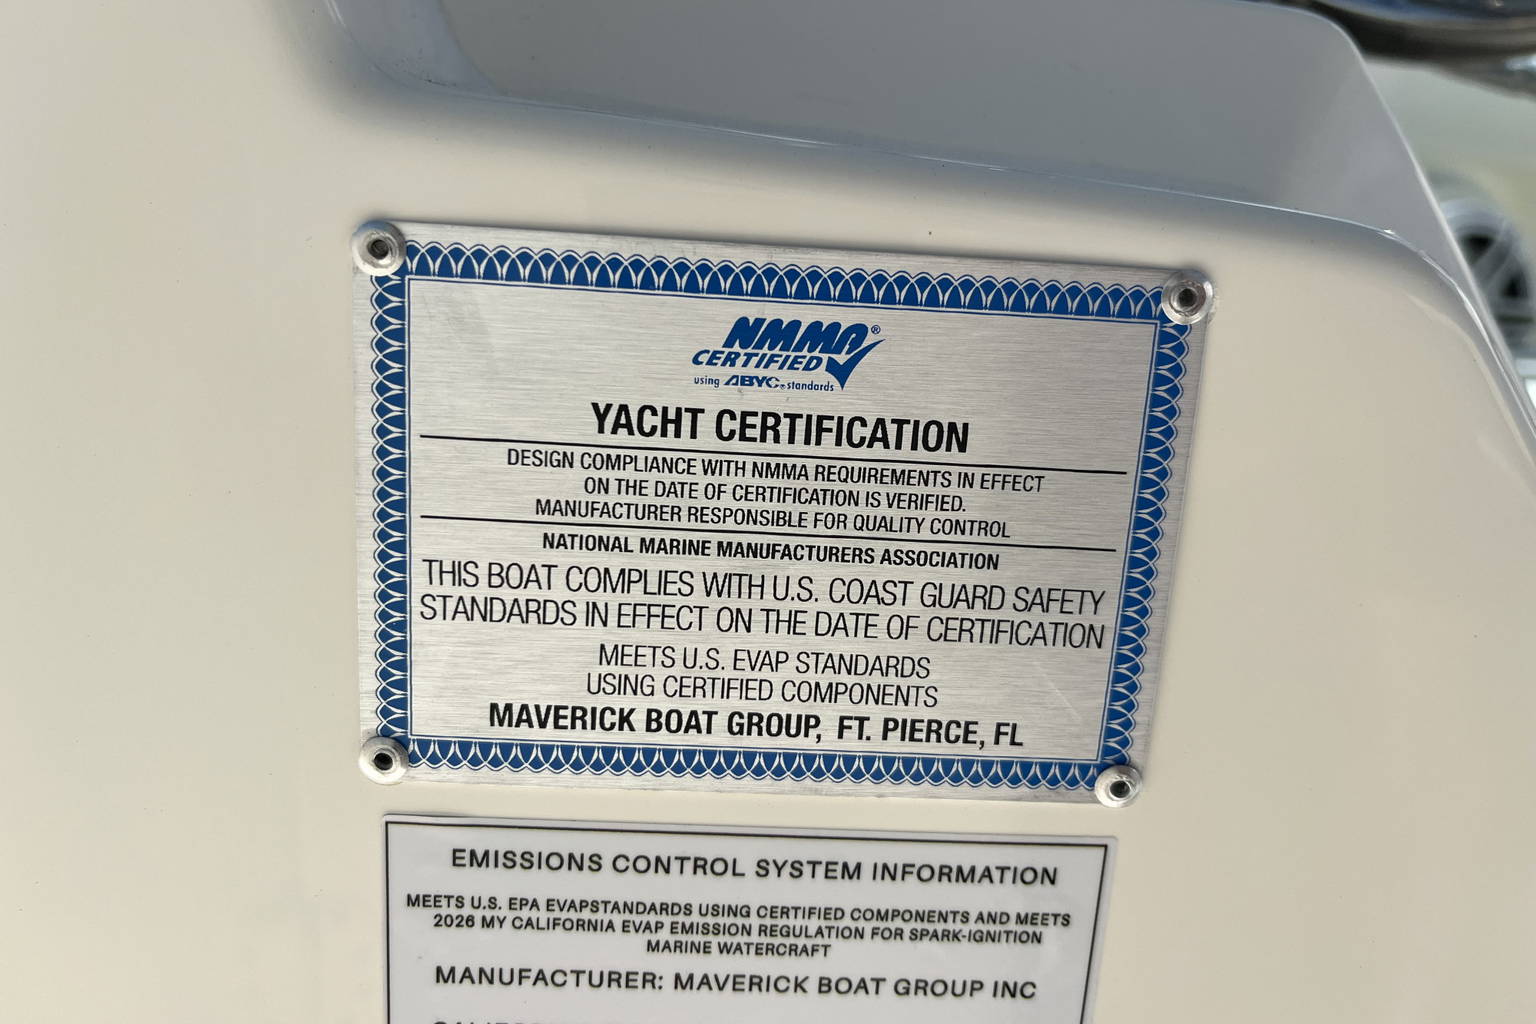 NMMA®
CERTIFIED
using ABYC® standards
YACHT CERTIFICATION
DESIGN COMPLIANCE WITH NMMA REQUIREMENTS IN EFFECT
ON THE DATE OF CERTIFICATION IS VERIFIED.
MANUFACTURER RESPONSIBLE FOR QUALITY CONTROL
NATIONAL MARINE MANUFACTURERS ASSOCIATION
THIS BOAT COMPLIES WITH U.S. COAST GUARD SAFETY
STANDARDS IN EFFECT ON THE DATE OF CERTIFICATION
MEETS U.S. EVAP STANDARDS
USING CERTIFIED COMPONENTS
MAVERICK BOAT GROUP, FT. PIERCE, FL
EMISSIONS CONTROL SYSTEM INFORMATION
MEETS U.S. EPA EVAPSTANDARDS USING CERTIFIED COMPONENTS AND MEETS
2026 MY CALIFORNIA EVAP EMISSION REGULATION FOR SPARK-IGNITION
MARINE WATERCRAFT
MANUFACTURER: MAVERICK BOAT GROUP INC